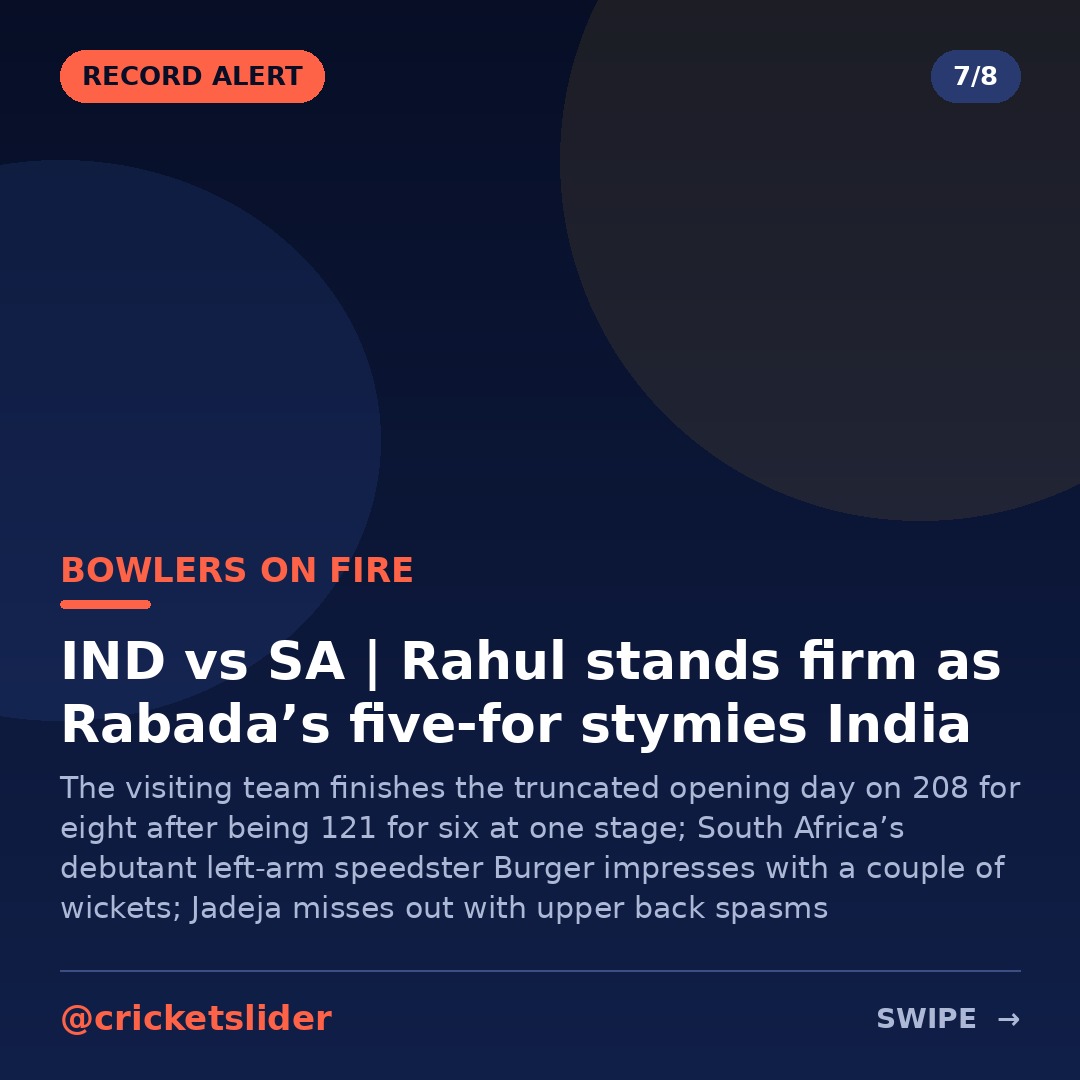 RECORD ALERT
7/8
BOWLERS ON FIRE
IND vs SA | Rahul stands firm as
Rabada’s five-for stymies India
The visiting team finishes the truncated opening day on 208 for
eight after being 121 for six at one stage; South Africa’s
debutant left-arm speedster Burger impresses with a couple of
wickets; Jadeja misses out with upper back spasms
@cricketslider
SWIPE →